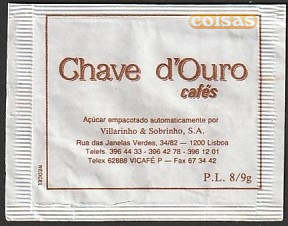 coisas
Chave d'Ouro
cafés
Açúcar empacotado automaticamente por
Villarinho & Sobrinho, S.A.
Rua das Janelas Verdes, 34/82 — 1200 Lisboa
Telefs. 396 44 33 - 396 42 78 - 396 12 01
Telex 62888 VICAFÉ P — Fax 67 34 42
P.L. 8/9g